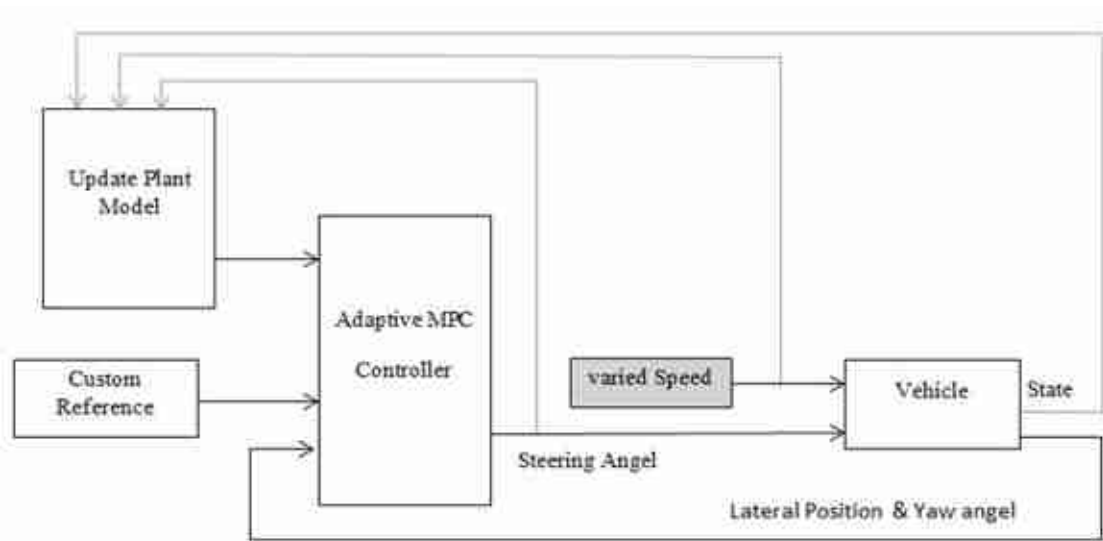 Update Plant
Model
Adaptive MPC
Controller
Custom
Reference
varied Speed
Vehicle
State
Steering Angel
Lateral Position & Yaw angel